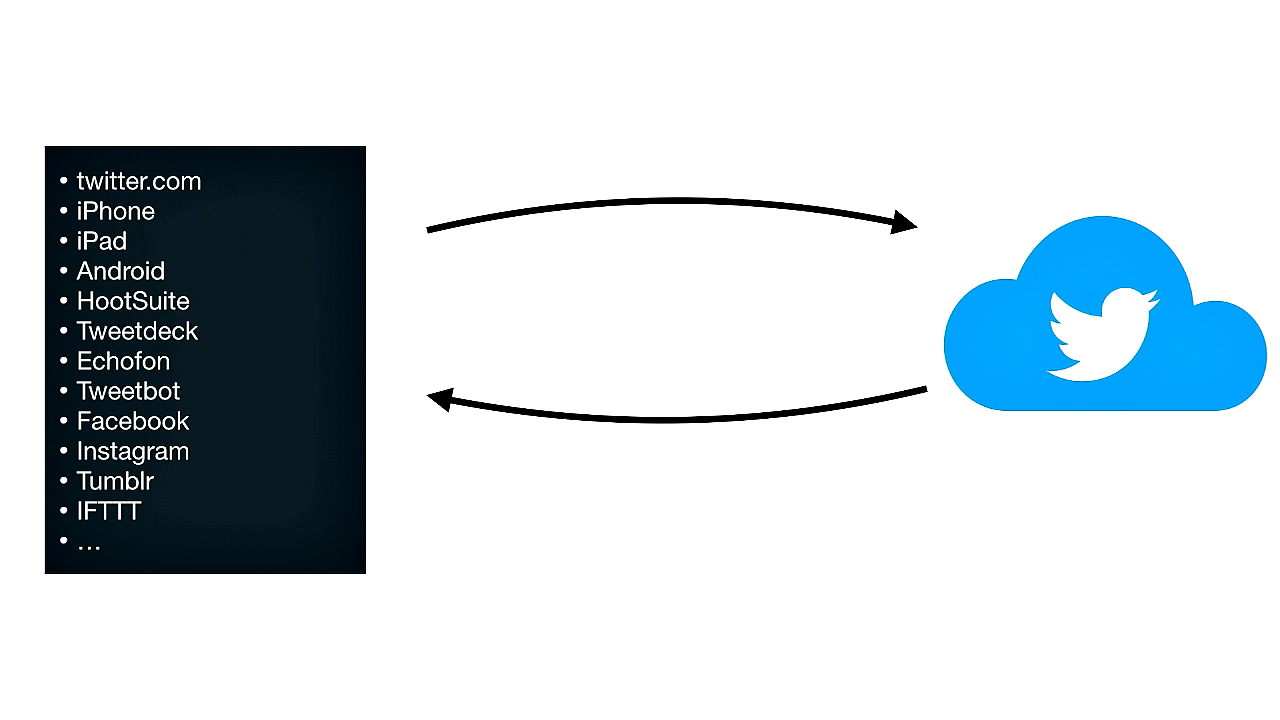 • twitter.com
• iPhone
• iPad
• Android
• HootSuite
• Tweetdeck
• Echofon
• Tweetbot
• Facebook
• Instagram
• Tumblr
• IFTTT
• ...